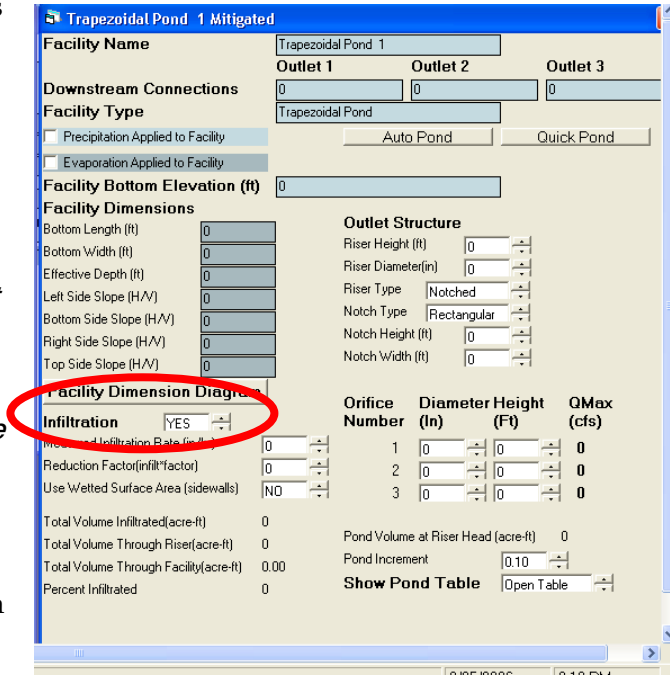 s
Trapezoidal Pond 1 Mitigated
Facility Name Trapezoidal Pond 1
Outlet 1 Outlet 2 Outlet 3
Downstream Connections 0 0 0
Facility Type Trapezoidal Pond
Precipitation Applied to Facility Auto Pond Quick Pond
Evaporation Applied to Facility
Facility Bottom Elevation (ft) 0
Facility Dimensions
Bottom Length (ft) 0
Bottom Width (ft) 0
Effective Depth (ft) 0
Left Side Slope (H/V) 0
Bottom Side Slope (H/V) 0
Right Side Slope (H/V) 0
Top Side Slope (H/V) 0
Facility Dimension Diagram
Outlet Structure
Riser Height (ft) 0
Riser Diameter(in) 0
Riser Type Notched
Notch Type Rectangular
Notch Height (ft) 0
Notch Width (ft) 0
Infiltration YES
e
Measured Infiltration Rate (in/hr) 0
Reduction Factor(infilt*factor) 0
Use Wetted Surface Area (sidewalls) NO
Orifice Diameter Height QMax
Number (In) (Ft) (cfs)
1 0 0 0
2 0 0 0
3 0 0 0
Total Volume Infiltrated(acre-ft) 0
Total Volume Through Riser(acre-ft) 0
Total Volume Through Facility(acre-ft) 0.00
Percent Infiltrated 0
Pond Volume at Riser Head (acre-ft) 0
Pond Increment 0.10
Show Pond Table Open Table